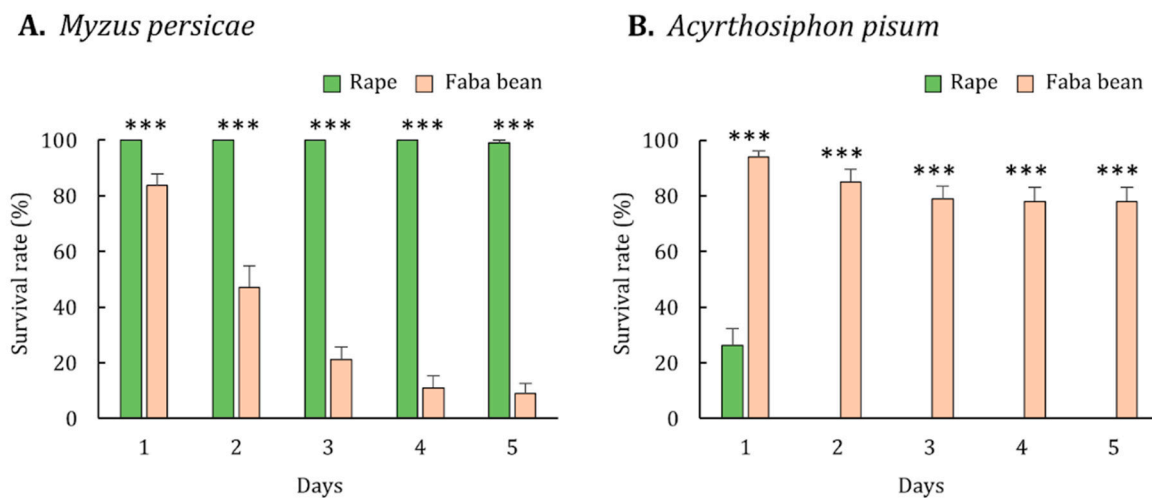 A. Myzus persicae
Rape Faba bean
*** *** *** *** ***
100
80
60
40
20
0
Survival rate (%)
1 2 3 4 5
Days
B. Acyrthosiphon pisum
Rape Faba bean
*** *** *** *** ***
100
80
60
40
20
0
Survival rate (%)
1 2 3 4 5
Days